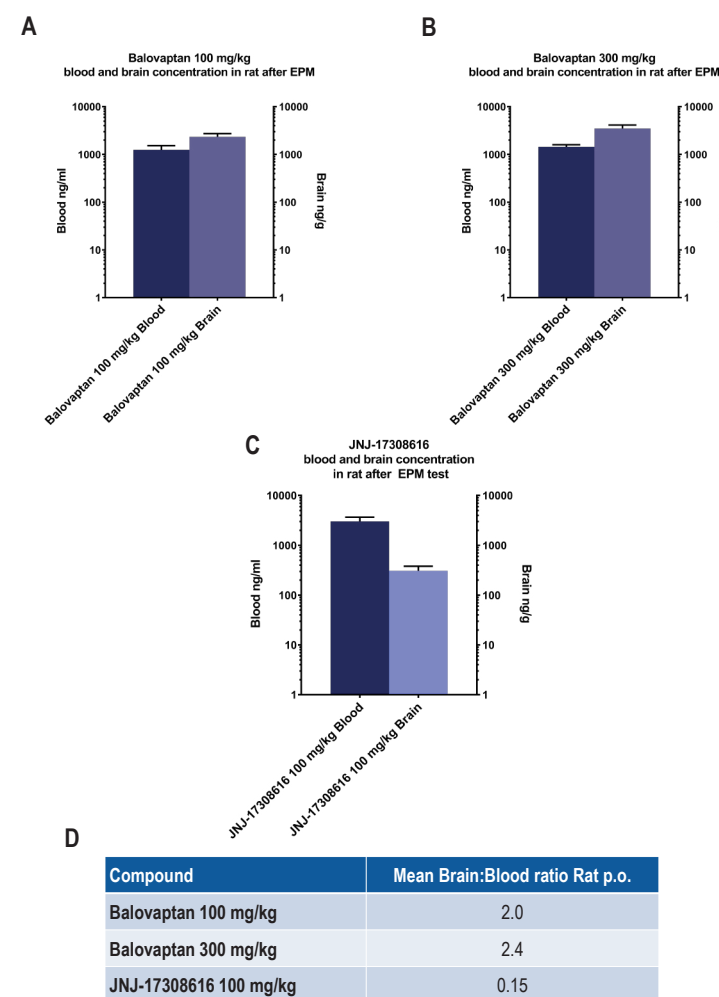 A
Balovaptan 100 mg/kg
blood and brain concentration in rat after EPM
10000
1000
100
10
1
Blood ng/ml
10000
1000
100
10
1
Brain ng/g
Balovaptan 100 mg/kg Blood
Balovaptan 100 mg/kg Brain
B
Balovaptan 300 mg/kg
blood and brain concentration in rat after EPM
10000
1000
100
10
1
Blood ng/ml
10000
1000
100
10
1
Balovaptan 300 mg/kg Blood
Balovaptan 300 mg/kg Brain
C
JNJ-17308616
blood and brain concentration
in rat after EPM test
10000
1000
100
10
1
Blood ng/ml
10000
1000
100
10
1
Brain ng/g
JNJ-17308616 100 mg/kg Blood
JNJ-17308616 100 mg/kg Brain
D
Compound Mean Brain:Blood ratio Rat p.o.
Balovaptan 100 mg/kg 2.0
Balovaptan 300 mg/kg 2.4
JNJ-17308616 100 mg/kg 0.15